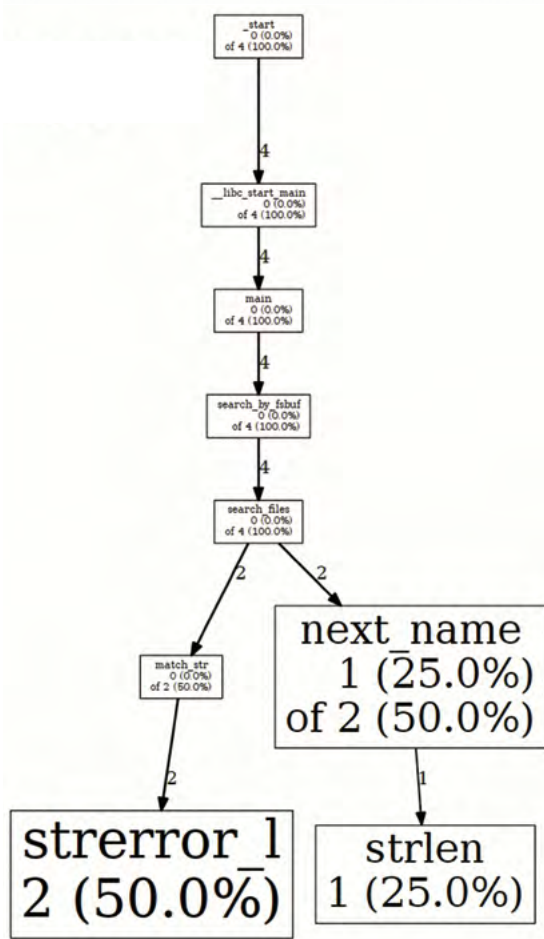 _start
0 (0.0%)
of 4 (100.0%)
4
__libc_start_main
0 (0.0%)
of 4 (100.0%)
4
main
0 (0.0%)
of 4 (100.0%)
4
search_by_fsbuf
0 (0.0%)
of 4 (100.0%)
4
search_files
0 (0.0%)
of 4 (100.0%)
2
2
match_str
0 (0.0%)
of 2 (50.0%)
next_name
1 (25.0%)
of 2 (50.0%)
2
1
strerror_l
2 (50.0%)
strlen
1 (25.0%)